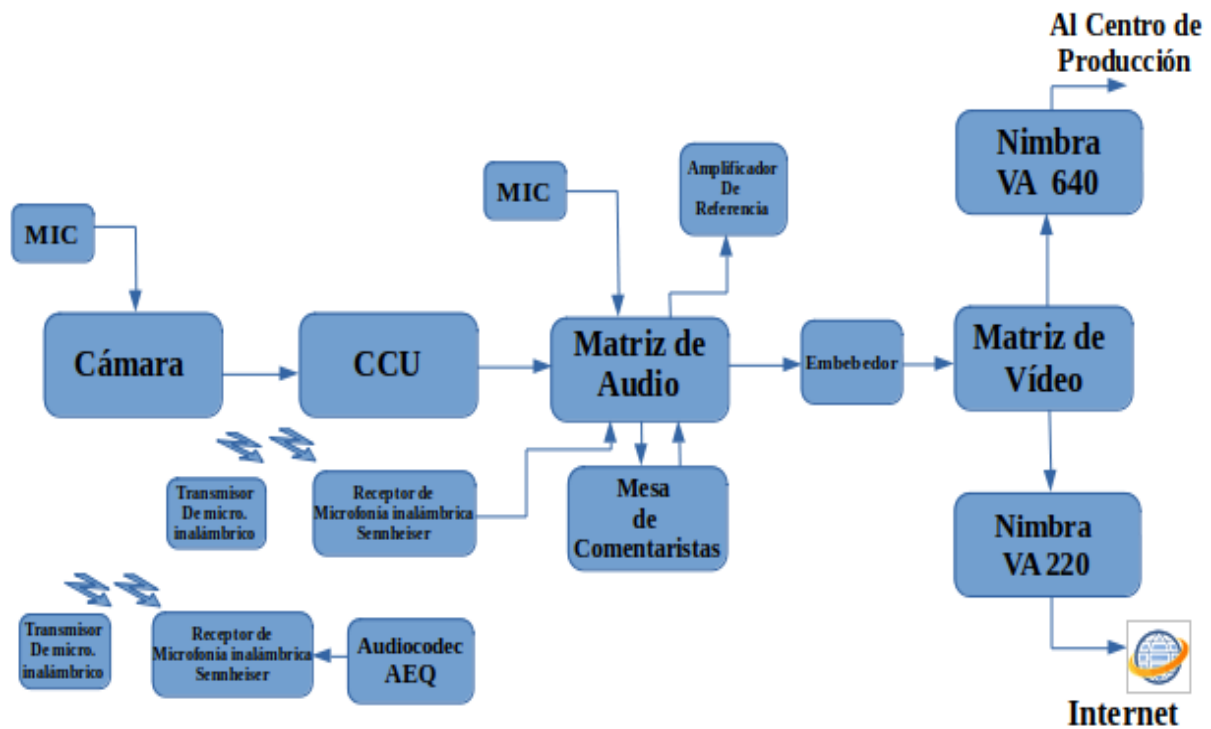 Al Centro de
Producción
Nimbra
VA 640
MIC
Amplificador
De
Referencia
MIC
Cámara
CCU
Matriz de
Audio
Embebedor
Matriz de
Vídeo
Transmisor
De micro.
inalámbrico
Receptor de
Microfonía inalámbrica
Sennheiser
Mesa
de
Comentaristas
Nimbra
VA 220
Transmisor
De micro.
inalámbrico
Receptor de
Microfonía inalámbrica
Sennheiser
Audiocodec
AEQ
Internet